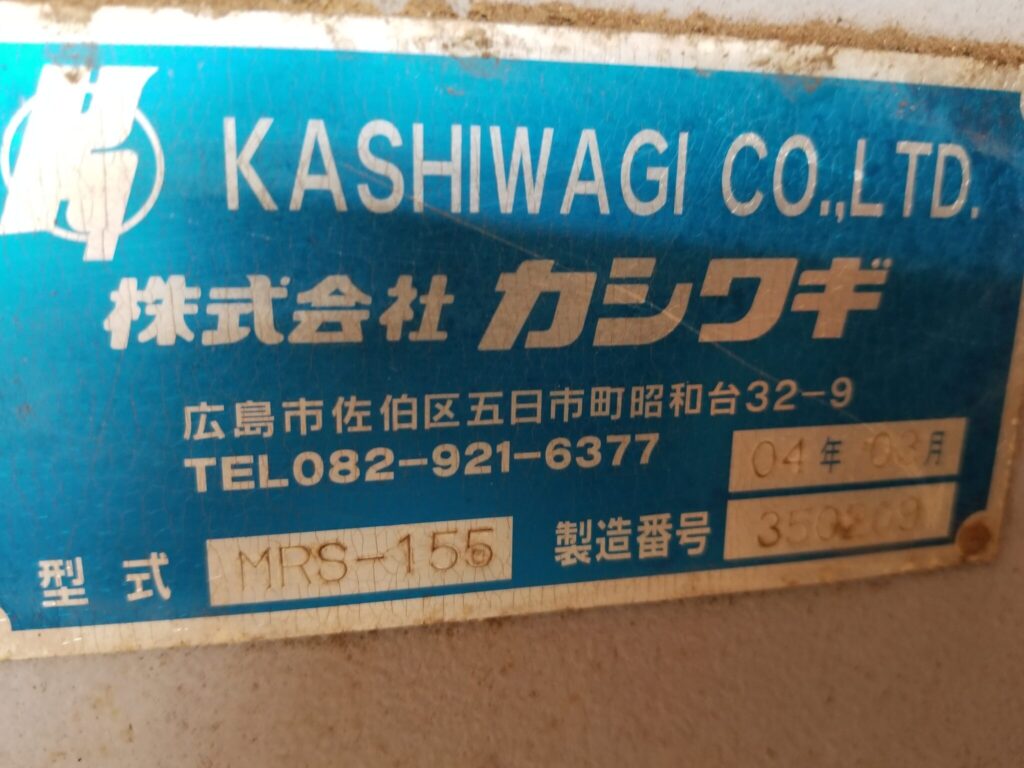 KASHIWAGI CO.,LTD.
株式会社 カシワギ
広島市佐伯区五日市町昭和台32-9
TEL082-921-6377
04年 03月
型式 MRS-155
製造番号